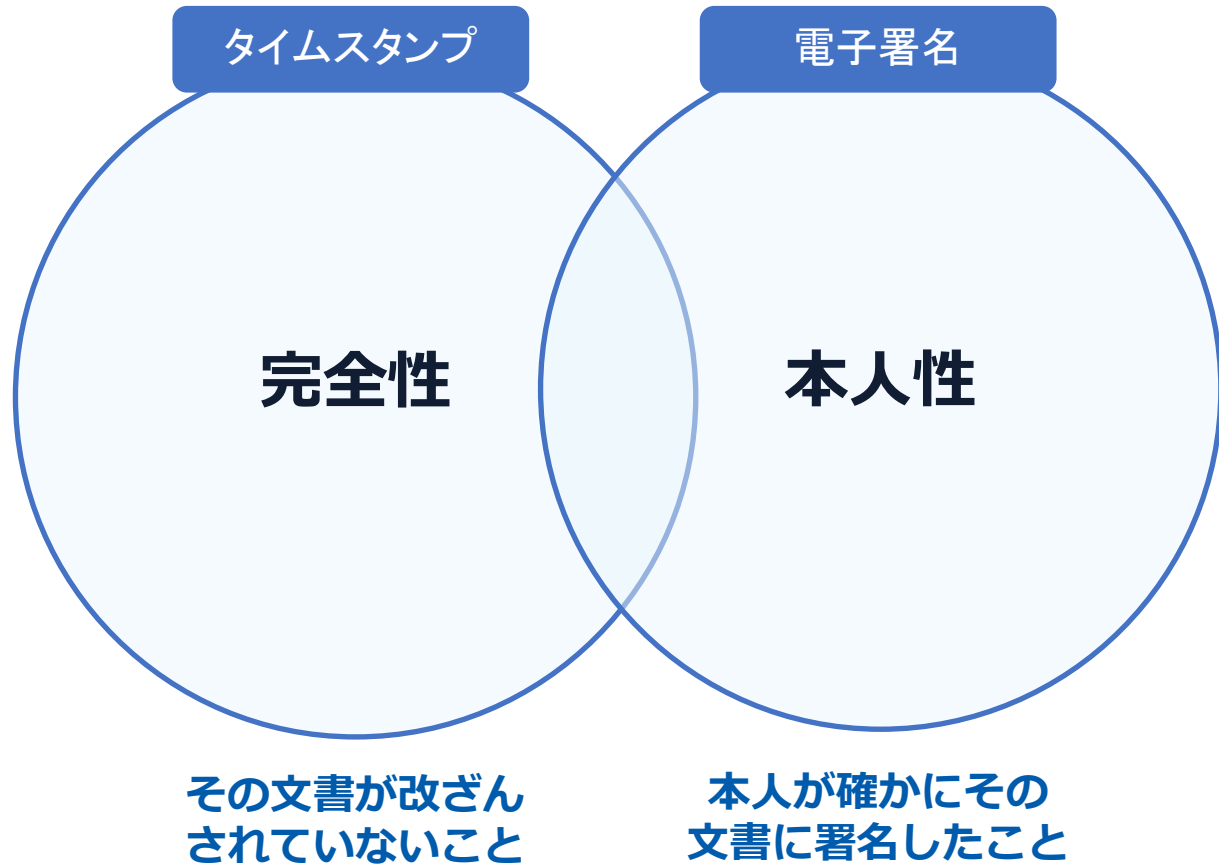 タイムスタンプ
電子署名
完全性
本人性
その文書が改ざん
されていないこと
本人が確かにその
文書に署名したこと